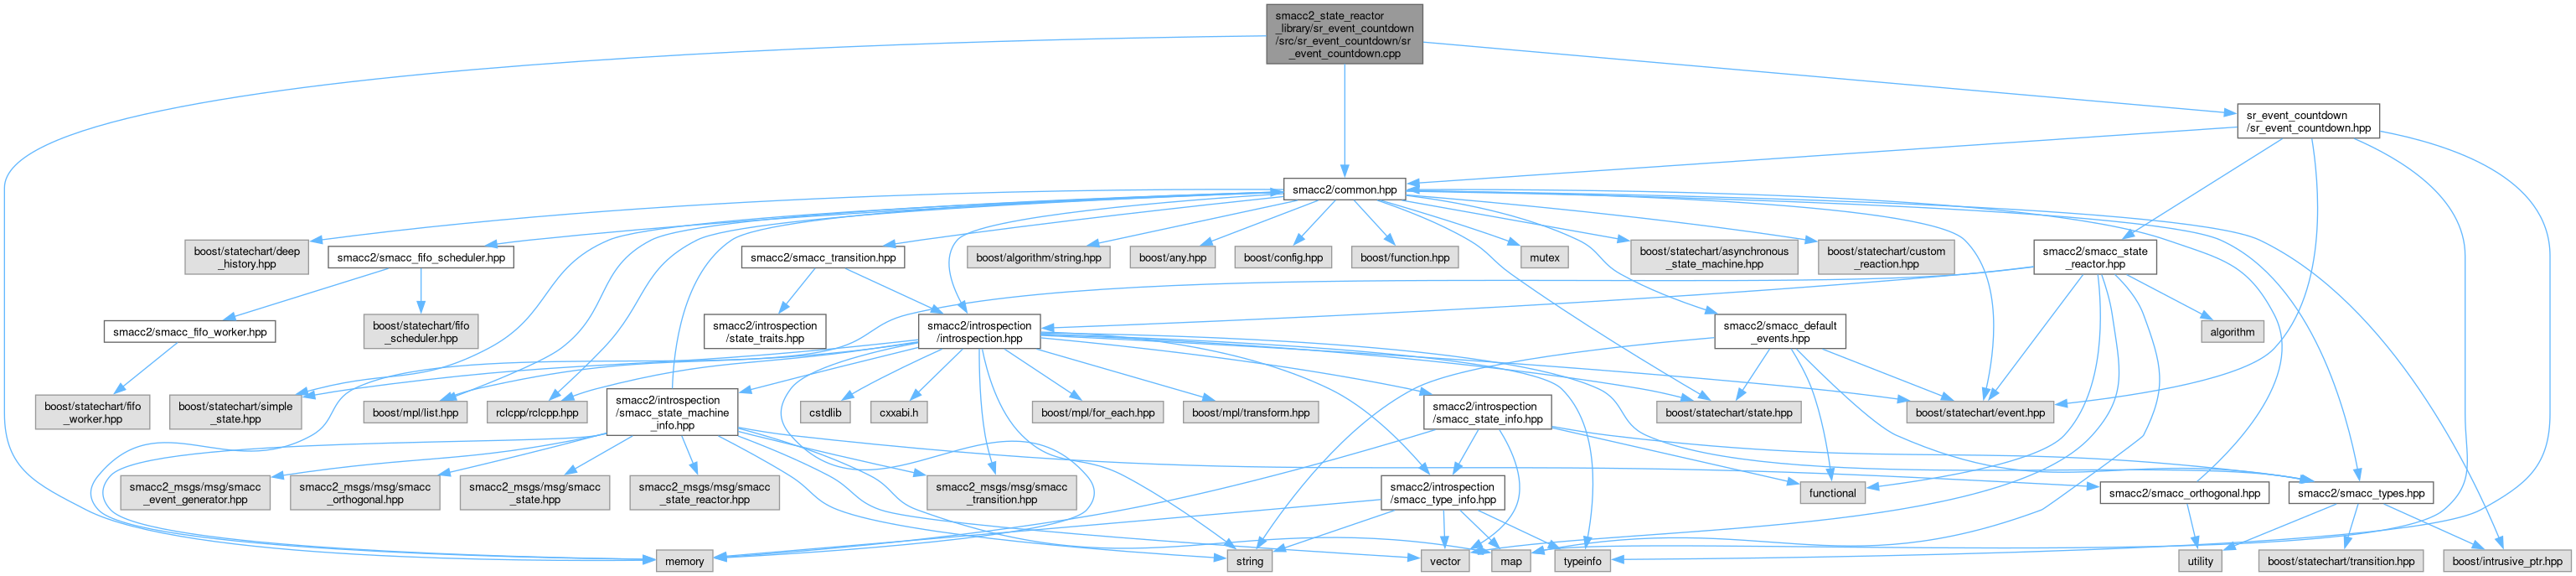 smacc2_state_reactor
_library/sr_event_countdown
/src/sr_event_countdown/sr
_event_countdown.cpp
sr_event_countdown
/sr_event_countdown.hpp
smacc2/common.hpp
boost/statechart/deep
_history.hpp
smacc2/smacc_fifo_scheduler.hpp
smacc2/smacc_transition.hpp
boost/algorithm/string.hpp
boost/any.hpp
boost/config.hpp
boost/function.hpp
mutex
boost/statechart/asynchronous
_state_machine.hpp
boost/statechart/custom
_reaction.hpp
smacc2/smacc_state
_reactor.hpp
smacc2/smacc_fifo_worker.hpp
boost/statechart/fifo
_scheduler.hpp
smacc2/introspection
/state_traits.hpp
smacc2/introspection
/introspection.hpp
smacc2/smacc_default
_events.hpp
algorithm
boost/statechart/fifo
_worker.hpp
boost/statechart/simple
_state.hpp
boost/mpl/list.hpp
rclcpp/rclcpp.hpp
smacc2/introspection
/smacc_state_machine
_info.hpp
cstdlib
cxxabi.h
boost/mpl/for_each.hpp
boost/mpl/transform.hpp
smacc2/introspection
/smacc_state_info.hpp
boost/statechart/state.hpp
boost/statechart/event.hpp
smacc2_msgs/msg/smacc
_event_generator.hpp
smacc2_msgs/msg/smacc
_orthogonal.hpp
smacc2_msgs/msg/smacc
_state.hpp
smacc2_msgs/msg/smacc
_state_reactor.hpp
smacc2_msgs/msg/smacc
_transition.hpp
smacc2/introspection
/smacc_type_info.hpp
functional
smacc2/smacc_orthogonal.hpp
smacc2/smacc_types.hpp
memory
string
vector
map
typeinfo
utility
boost/statechart/transition.hpp
boost/intrusive_ptr.hpp